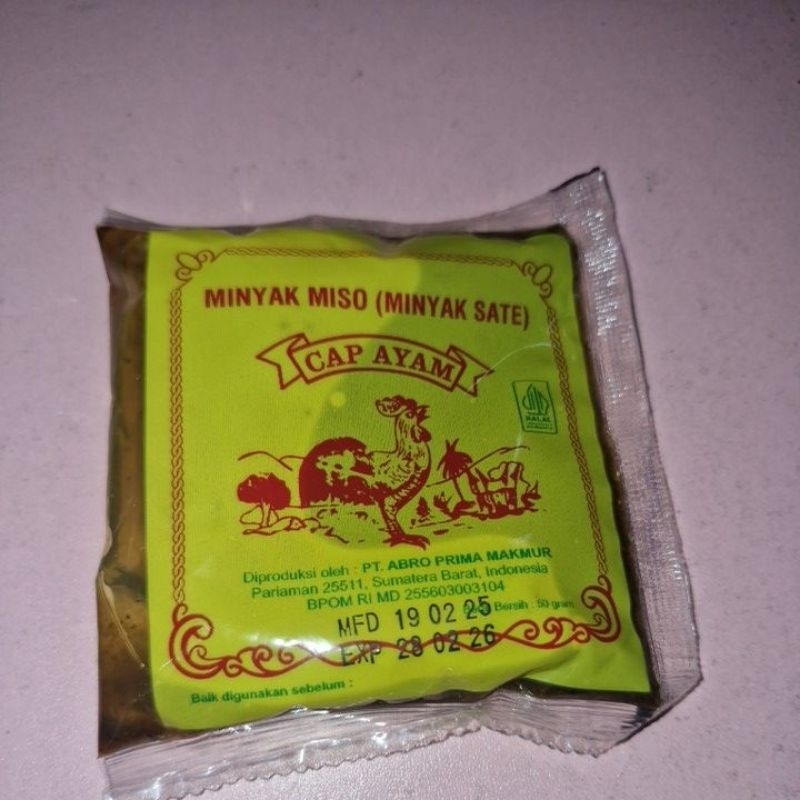 MINYAK MISO (MINYAK SATE)
CAP AYAM
HALAL
Diproduksi oleh : PT. ABRO PRIMA MAKMUR
Pariaman 25511, Sumatera Barat, Indonesia
BPOM RI MD 255603003104
Bersih : 50 gram
MFD 19 02 25
EXP 28 02 26
Baik digunakan sebelum :